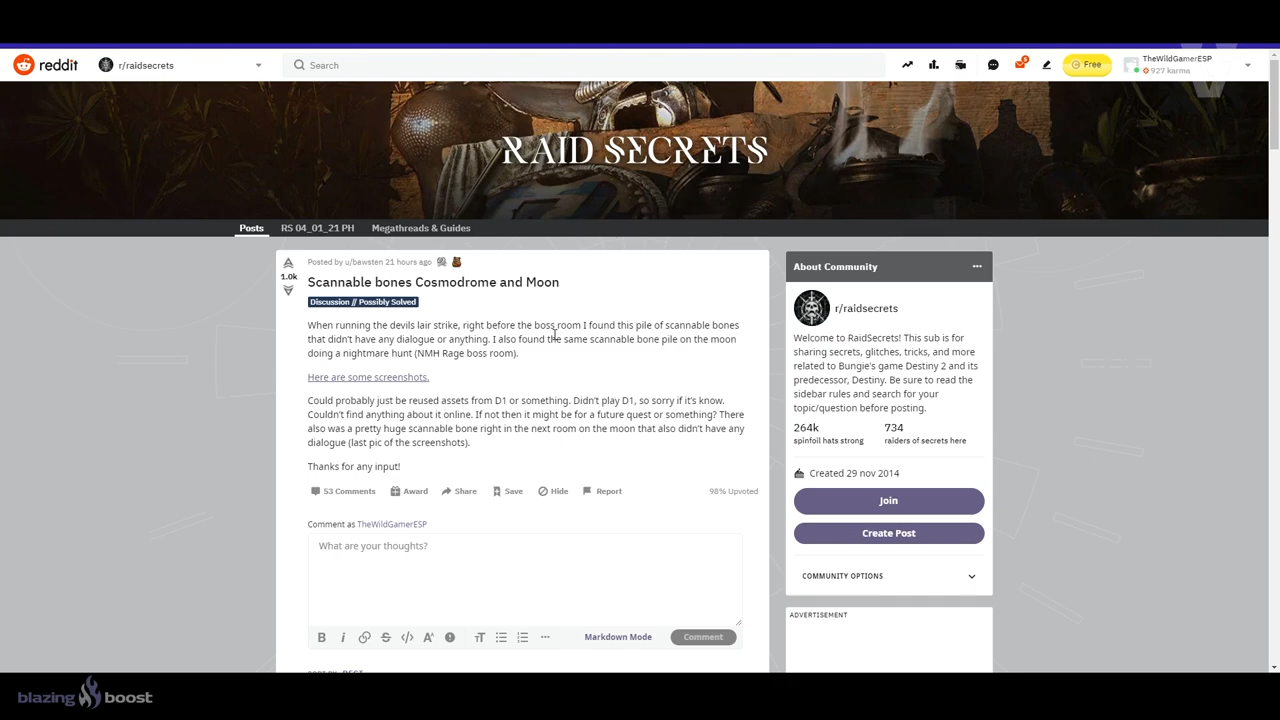 reddit
r/raidsecrets
Search
Free
TheWildGamerESP
927 karma
RAID SECRETS
Posts
RS 04_01_21 PH
Megathreads & Guides
1.0k
Posted by u/bawsten 21 hours ago
Scannable bones Cosmodrome and Moon
Discussion // Possibly Solved
When running the devils lair strike, right before the boss room I found this pile of scannable bones
that didn't have any dialogue or anything. I also found the same scannable bone pile on the moon
doing a nightmare hunt (NMH Rage boss room).
Here are some screenshots.
Could probably just be reused assets from D1 or something. Didn't play D1, so sorry if it's know.
Couldn't find anything about it online. If not then it might be for a future quest or something? There
also was a pretty huge scannable bone right in the next room on the moon that also didn't have any
dialogue (last pic of the screenshots).
Thanks for any input!
53 Comments
Award
Share
Save
Hide
Report
98% Upvoted
Comment as TheWildGamerESP
What are your thoughts?
Markdown Mode
Comment
About Community
r/raidsecrets
Welcome to RaidSecrets! This sub is for
sharing secrets, glitches, tricks, and more
related to Bungie's game Destiny 2 and its
predecessor, Destiny. Be sure to read the
sidebar rules and search for your
topic/question before posting.
264k
734
spinfoil hats strong
raiders of secrets here
Created 29 nov 2014
Join
Create Post
COMMUNITY OPTIONS
ADVERTISEMENT
blazing boost